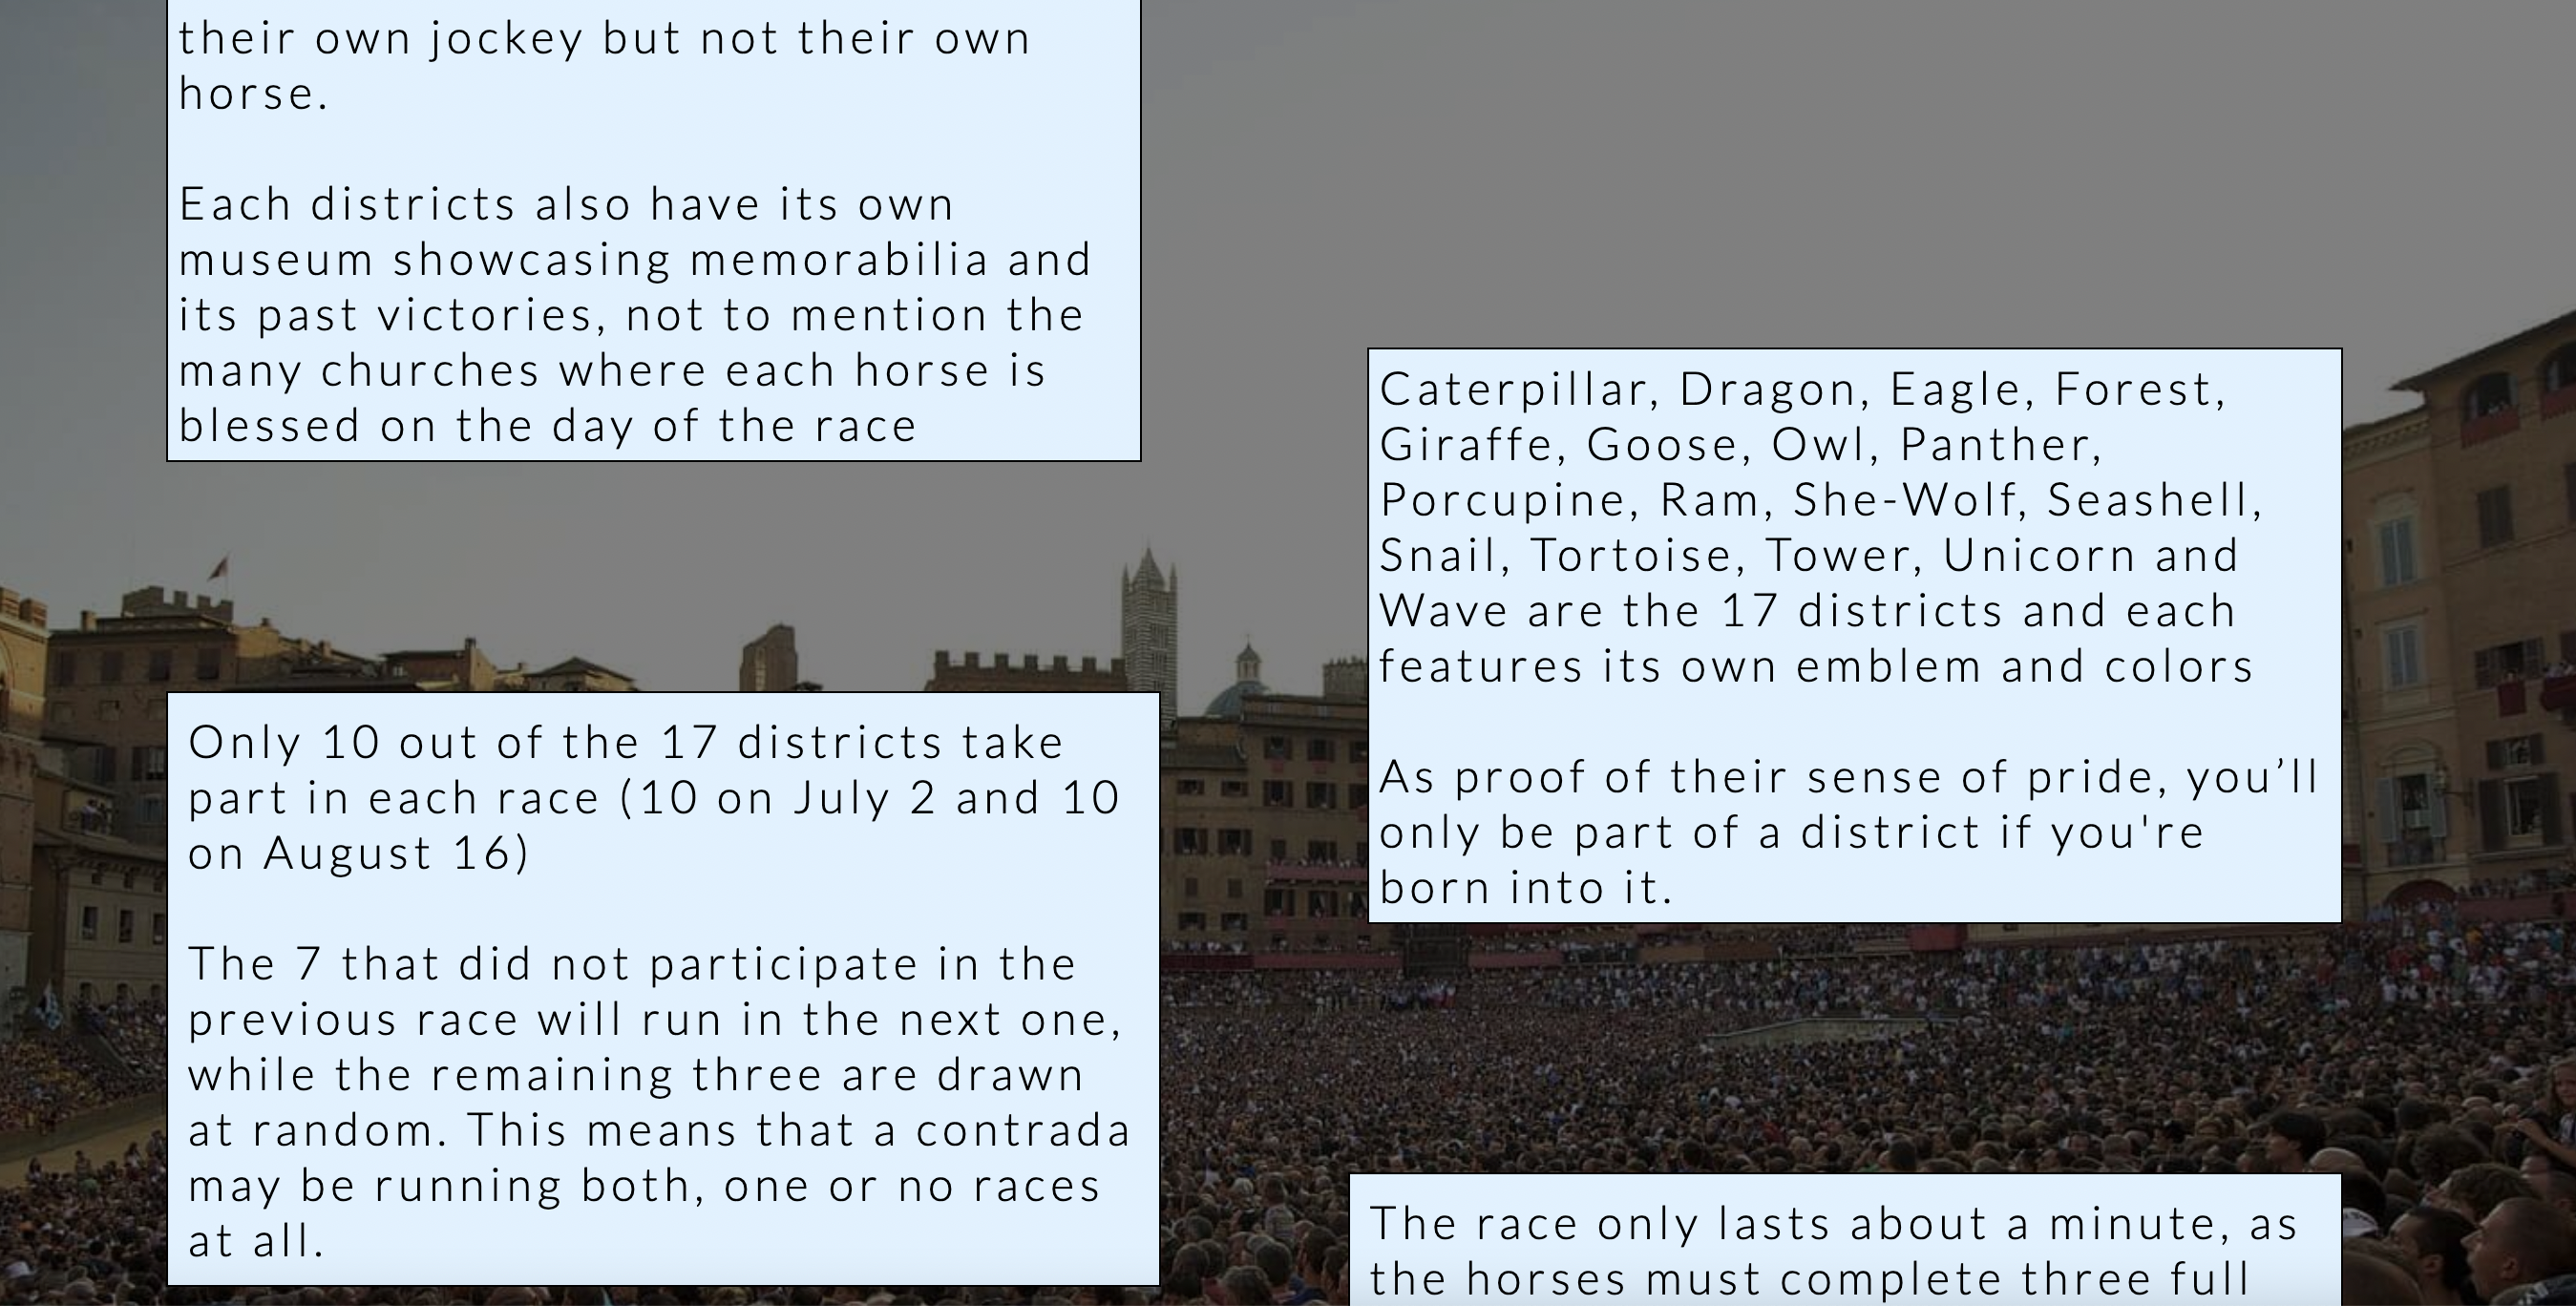 their own jockey but not their own
horse.
Each districts also have its own
museum showcasing memorabilia and
its past victories, not to mention the
many churches where each horse is
blessed on the day of the race
Caterpillar, Dragon, Eagle, Forest,
Giraffe, Goose, Owl, Panther,
Porcupine, Ram, She-Wolf, Seashell,
Snail, Tortoise, Tower, Unicorn and
Wave are the 17 districts and each
features its own emblem and colors
As proof of their sense of pride, you’ll
only be part of a district if you're
born into it.
Only 10 out of the 17 districts take
part in each race (10 on July 2 and 10
on August 16)
The 7 that did not participate in the
previous race will run in the next one,
while the remaining three are drawn
at random. This means that a contrada
may be running both, one or no races
at all.
The race only lasts about a minute, as
the horses must complete three full